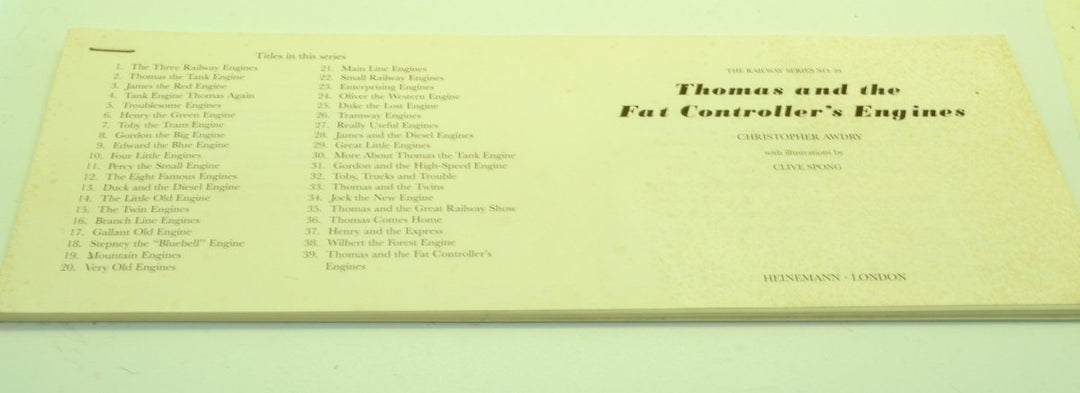 Titles in this series
1. The Three Railway Engines
2. Thomas the Tank Engine
3. James the Red Engine
4. Tank Engine Thomas Again
5. Troublesome Engines
6. Henry the Green Engine
7. Toby the Tram Engine
8. Gordon the Big Engine
9. Edward the Blue Engine
10. Four Little Engines
11. Percy the Small Engine
12. The Eight Famous Engines
13. Duck and the Diesel Engine
14. The Little Old Engine
15. The Twin Engines
16. Branch Line Engines
17. Gallant Old Engine
18. Stepney the "Bluebell" Engine
19. Mountain Engines
20. Very Old Engines
21. Main Line Engines
22. Small Railway Engines
23. Enterprising Engines
24. Oliver the Western Engine
25. Duke the Lost Engine
26. Tramway Engines
27. Really Useful Engines
28. James and the Diesel Engines
29. Great Little Engines
30. More About Thomas the Tank Engine
31. Gordon and the High-Speed Engine
32. Toby, Trucks and Trouble
33. Thomas and the Twins
34. Jock the New Engine
35. Thomas and the Great Railway Show
36. Thomas Comes Home
37. Henry and the Express
38. Wilbert the Forest Engine
39. Thomas and the Fat Controller's
Engines
THE RAILWAY SERIES NO. 39
Thomas and the
Fat Controller's Engines
CHRISTOPHER AWDRY
with illustrations by
CLIVE SPONG
HEINEMANN · LONDON